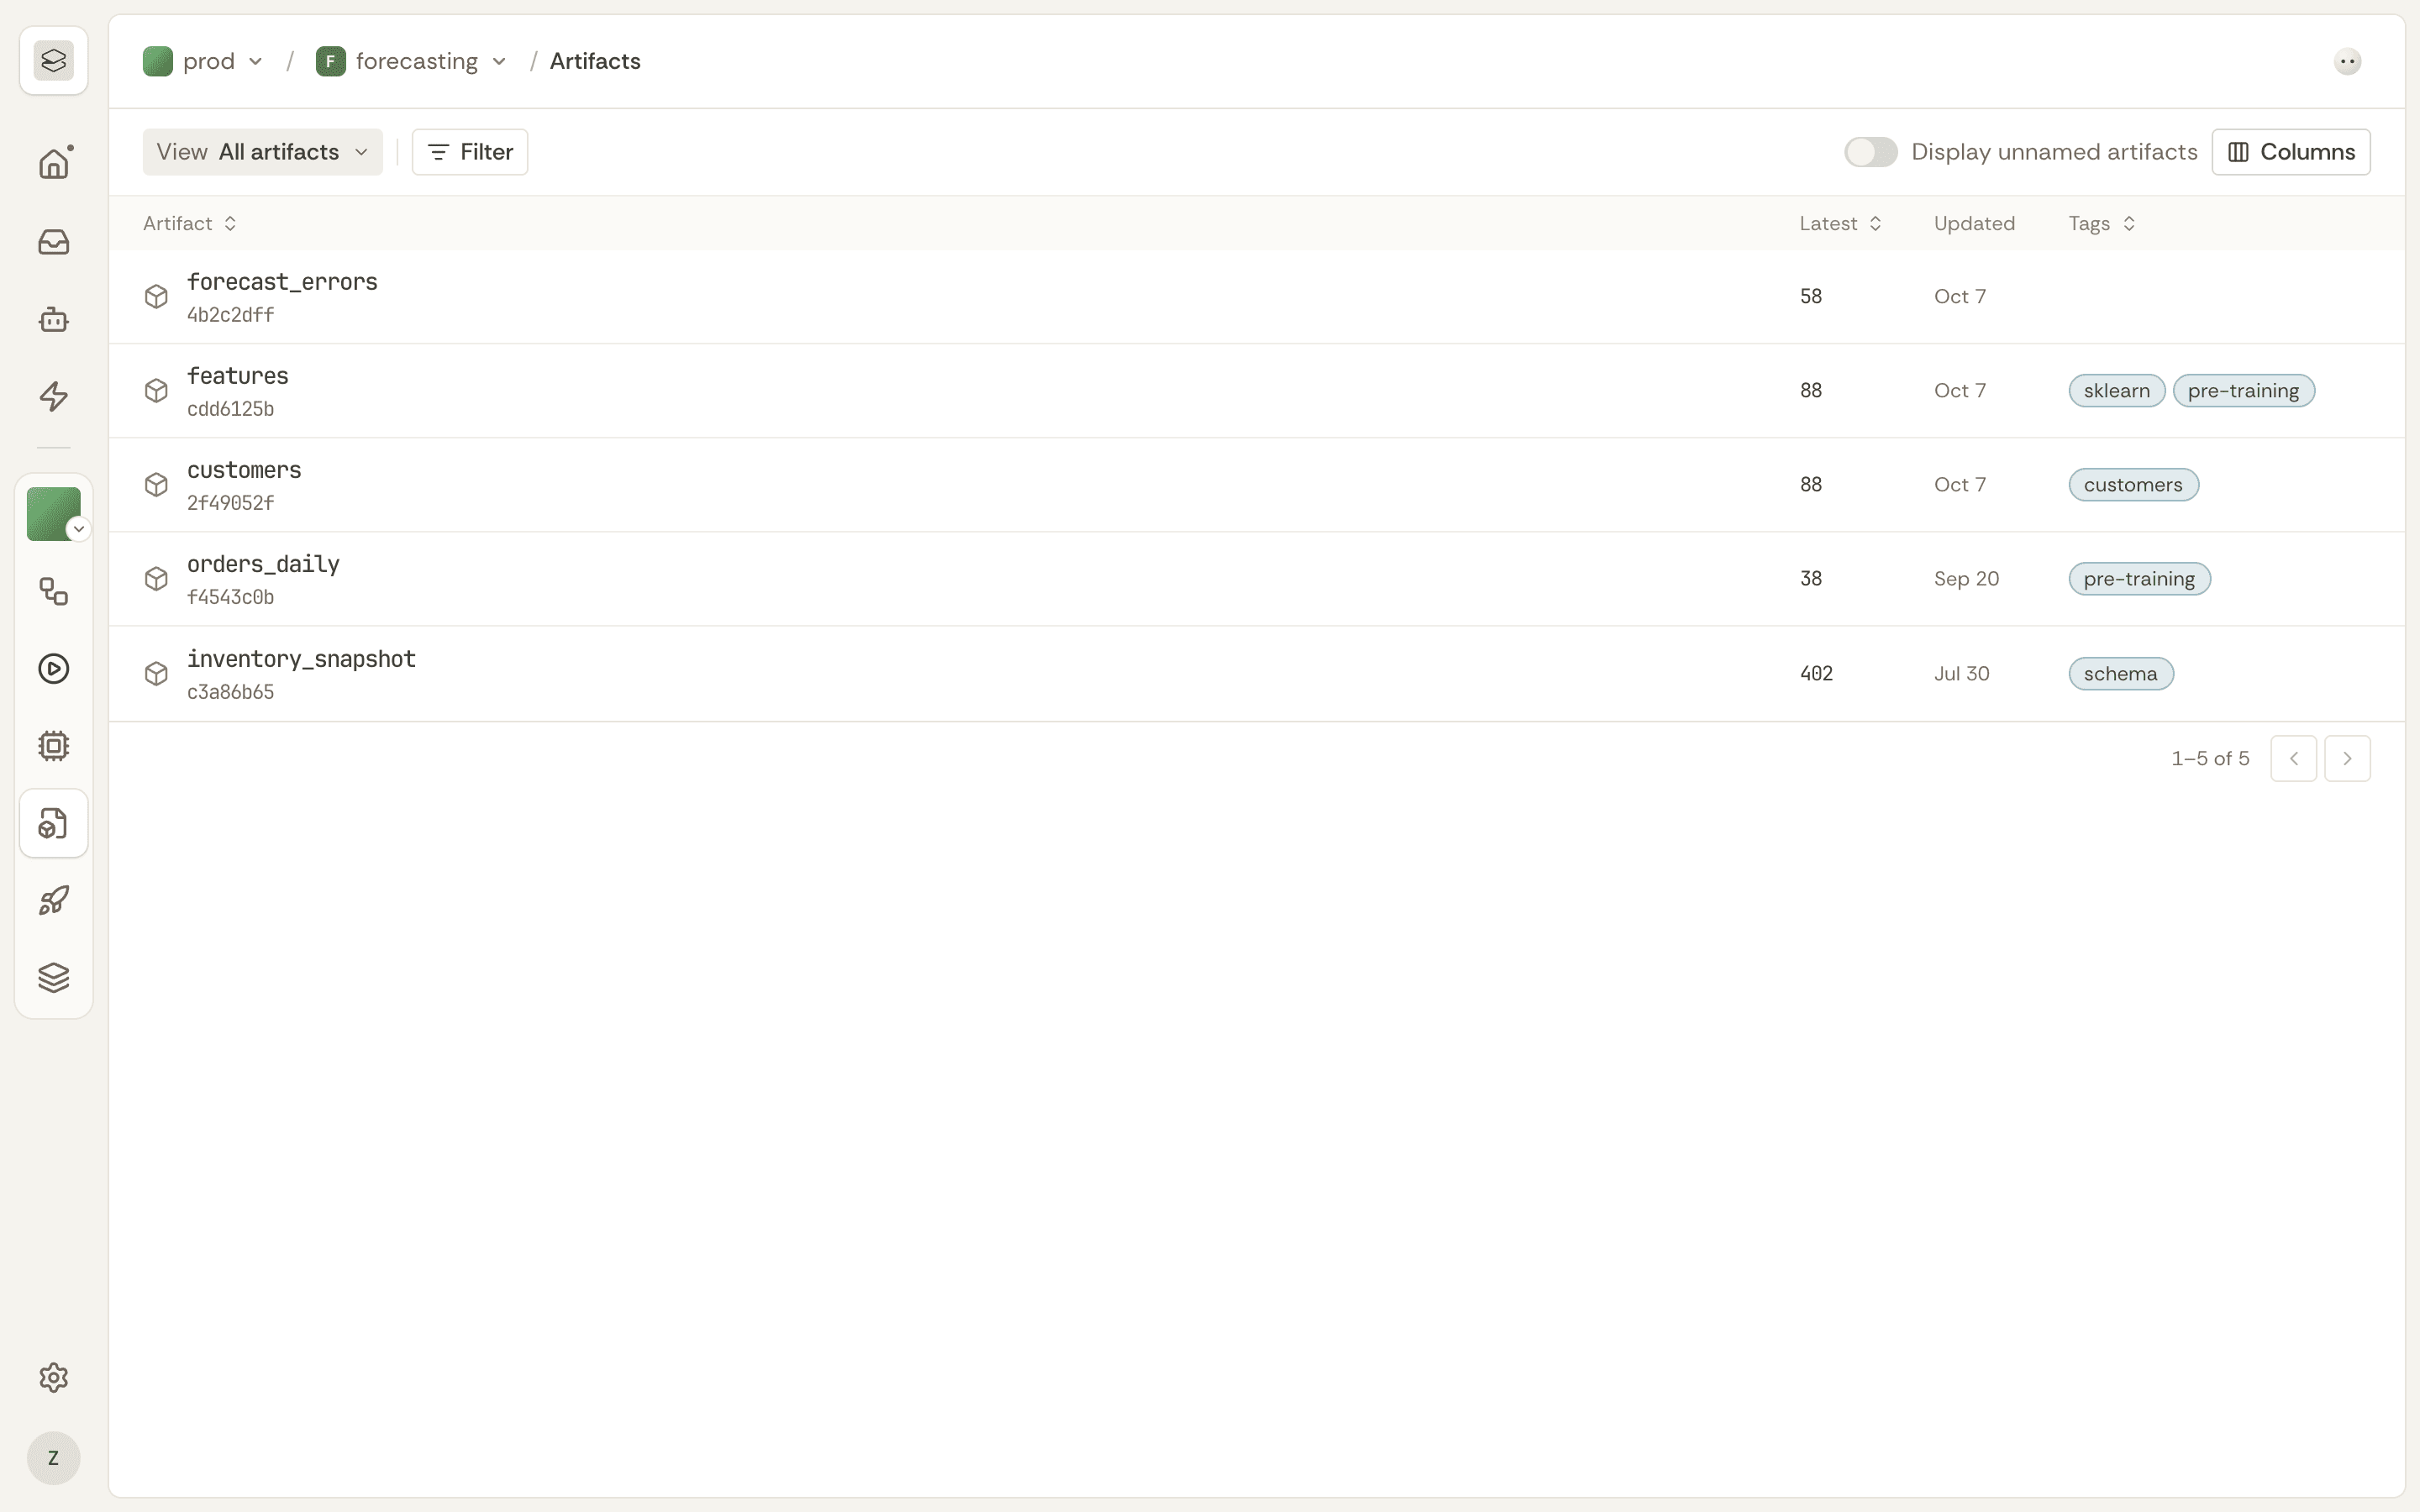 prod / F forecasting / Artifacts
View All artifacts Filter Display unnamed artifacts Columns
Artifact Latest Updated Tags
forecast_errors
4b2c2dff
58 Oct 7
features
cdd6125b
88 Oct 7 sklearn pre-training
customers
2f49052f
88 Oct 7 customers
orders_daily
f4543c0b
38 Sep 20 pre-training
inventory_snapshot
c3a86b65
402 Jul 30 schema
1–5 of 5
Z